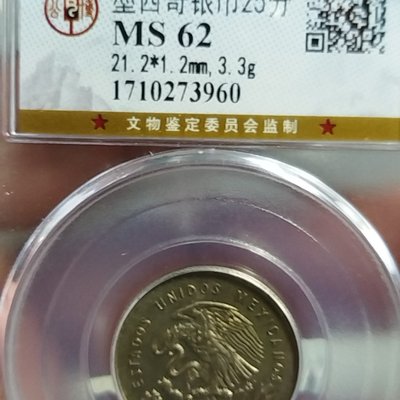 墨西哥银币25分
MS 62
21.2*1.2mm,3.3g
1710273960
★ 文物鉴定委员会监制 ★
ESTADOS UNIDOS MEXICANOS